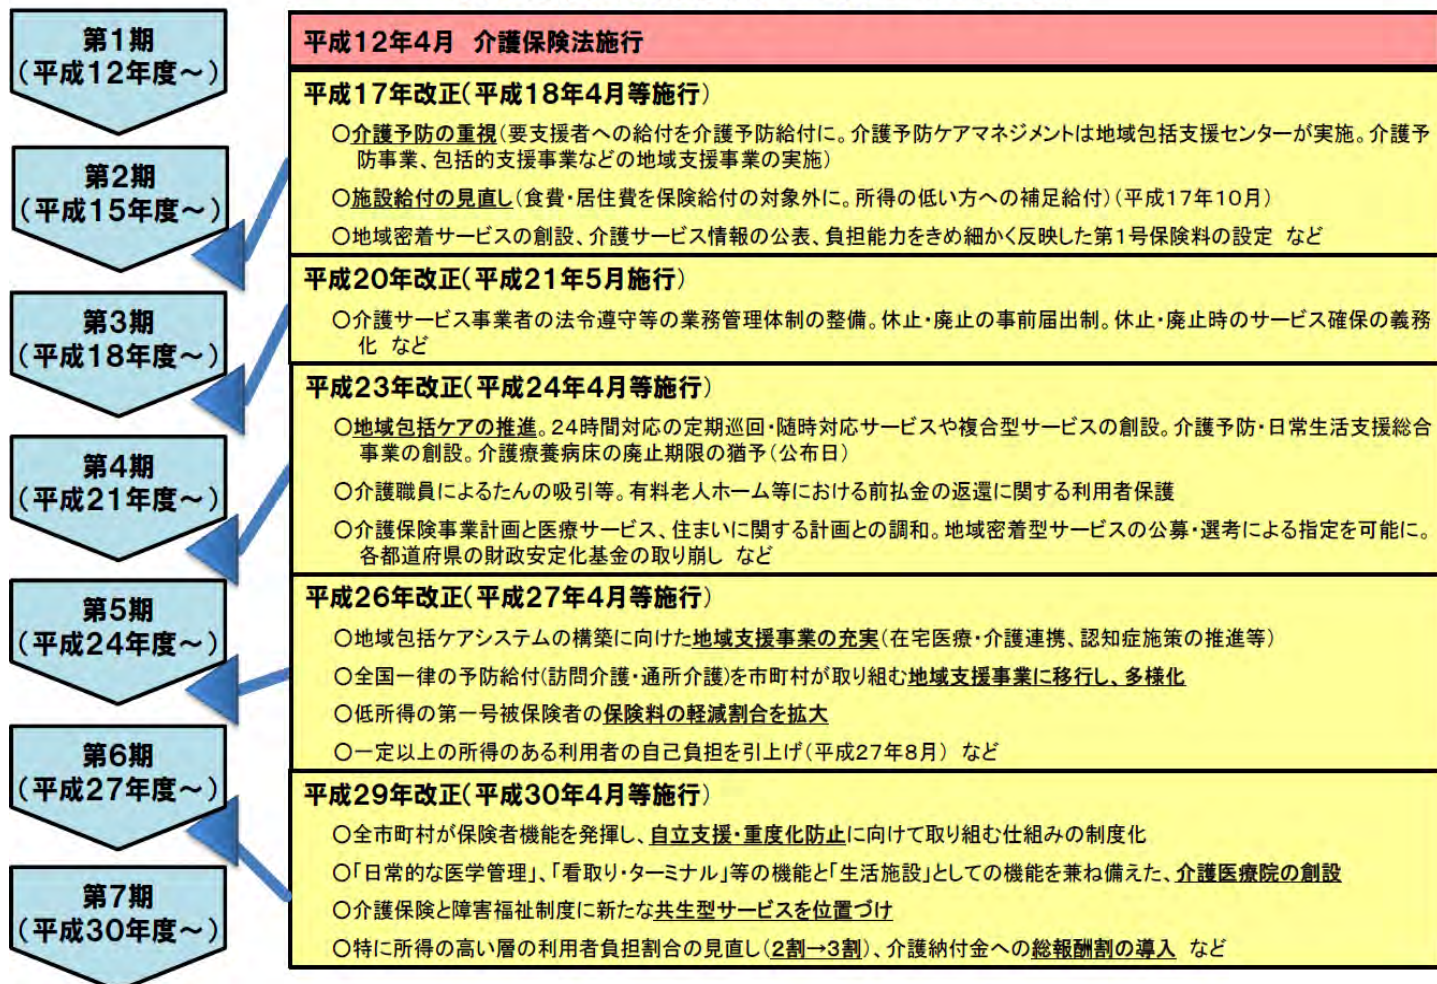 第1期
(平成12年度～)
第2期
(平成15年度～)
第3期
(平成18年度～)
第4期
(平成21年度～)
第5期
(平成24年度～)
第6期
(平成27年度～)
第7期
(平成30年度～)
平成12年4月 介護保険法施行
平成17年改正(平成18年4月等施行)
○介護予防の重視(要支援者への給付を介護予防給付に。介護予防ケアマネジメントは地域包括支援センターが実施。介護予
防事業、包括的支援事業などの地域支援事業の実施)
○施設給付の見直し(食費・居住費を保険給付の対象外に。所得の低い方への補足給付)(平成17年10月)
○地域密着サービスの創設、介護サービス情報の公表、負担能力をきめ細かく反映した第1号保険料の設定 など
平成20年改正(平成21年5月施行)
○介護サービス事業者の法令遵守等の業務管理体制の整備。休止・廃止の事前届出制。休止・廃止時のサービス確保の義務
化 など
平成23年改正(平成24年4月等施行)
○地域包括ケアの推進。24時間対応の定期巡回・随時対応サービスや複合型サービスの創設。介護予防・日常生活支援総合
事業の創設。介護療養病床の廃止期限の猶予(公布日)
○介護職員によるたんの吸引等。有料老人ホーム等における前払金の返還に関する利用者保護
○介護保険事業計画と医療サービス、住まいに関する計画との調和。地域密着型サービスの公募・選考による指定を可能に。
各都道府県の財政安定化基金の取り崩し など
平成26年改正(平成27年4月等施行)
○地域包括ケアシステムの構築に向けた地域支援事業の充実(在宅医療・介護連携、認知症施策の推進等)
○全国一律の予防給付(訪問介護・通所介護)を市町村が取り組む地域支援事業に移行し、多様化
○低所得の第一号被保険者の保険料の軽減割合を拡大
○一定以上の所得のある利用者の自己負担を引上げ(平成27年8月) など
平成29年改正(平成30年4月等施行)
○全市町村が保険者機能を発揮し、自立支援・重度化防止に向けて取り組む仕組みの制度化
○「日常的な医学管理」、「看取り・ターミナル」等の機能と「生活施設」としての機能を兼ね備えた、介護医療院の創設
○介護保険と障害福祉制度に新たな共生型サービスを位置づけ
○特に所得の高い層の利用者負担割合の見直し(2割→3割)、介護納付金への総報酬割の導入 など